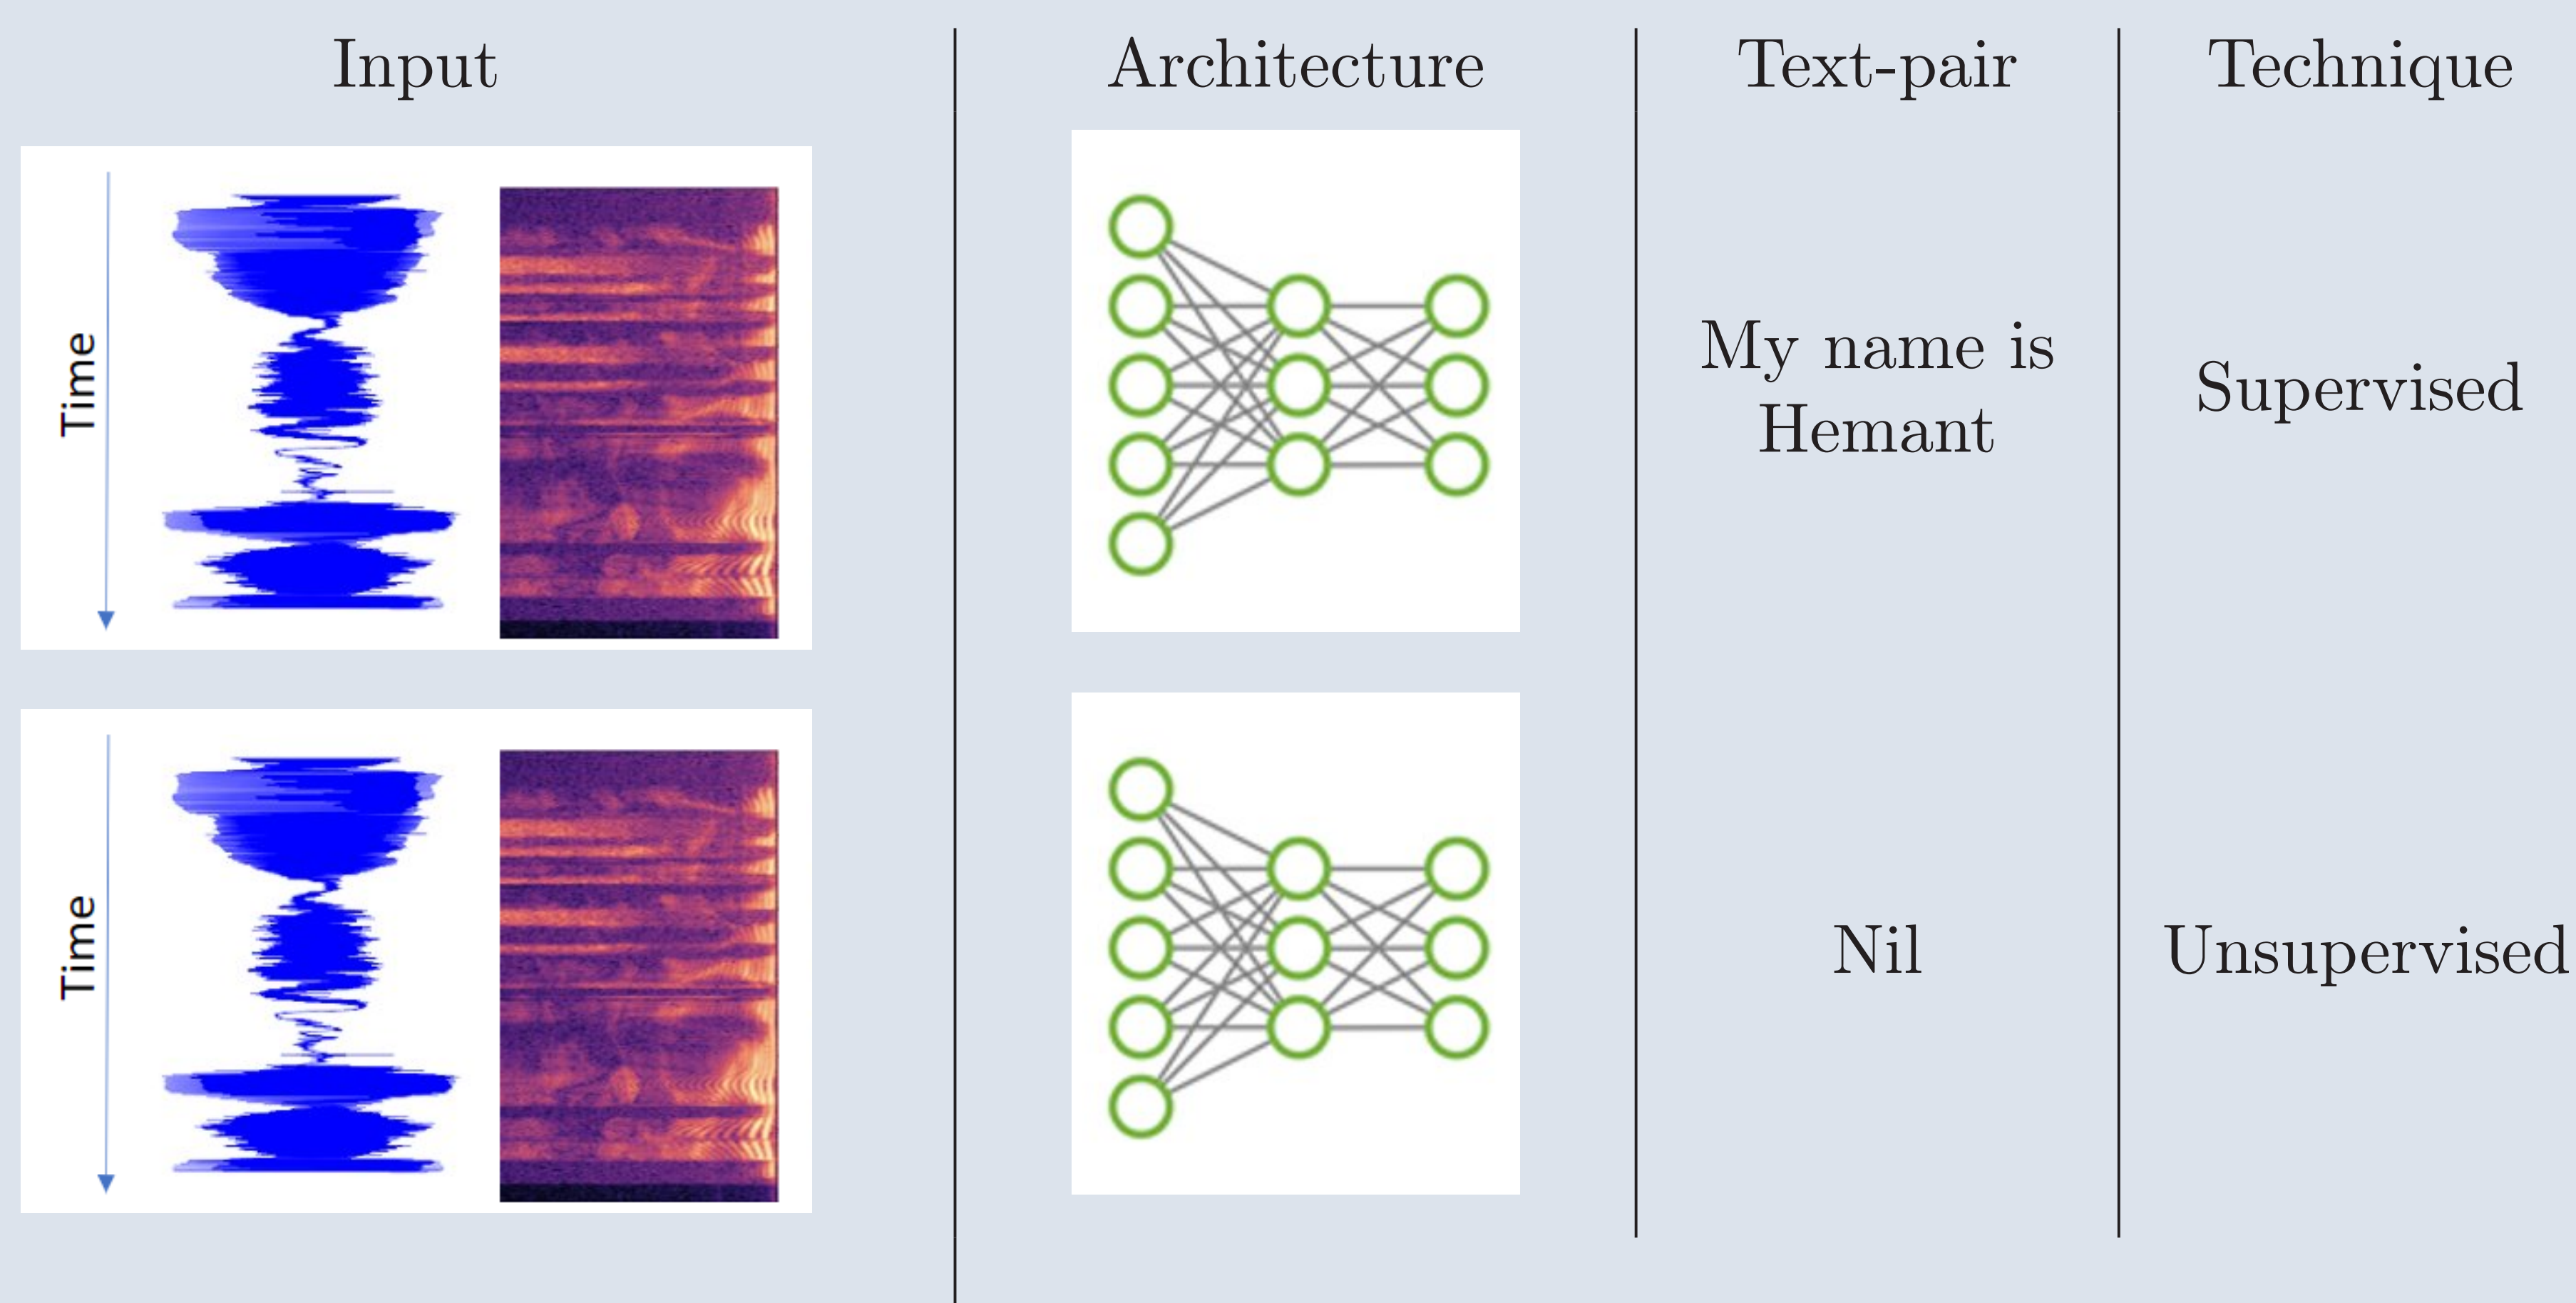 Input
Architecture
Text-pair
Technique
Time
My name is
Hemant
Supervised
Time
Nil
Unsupervised